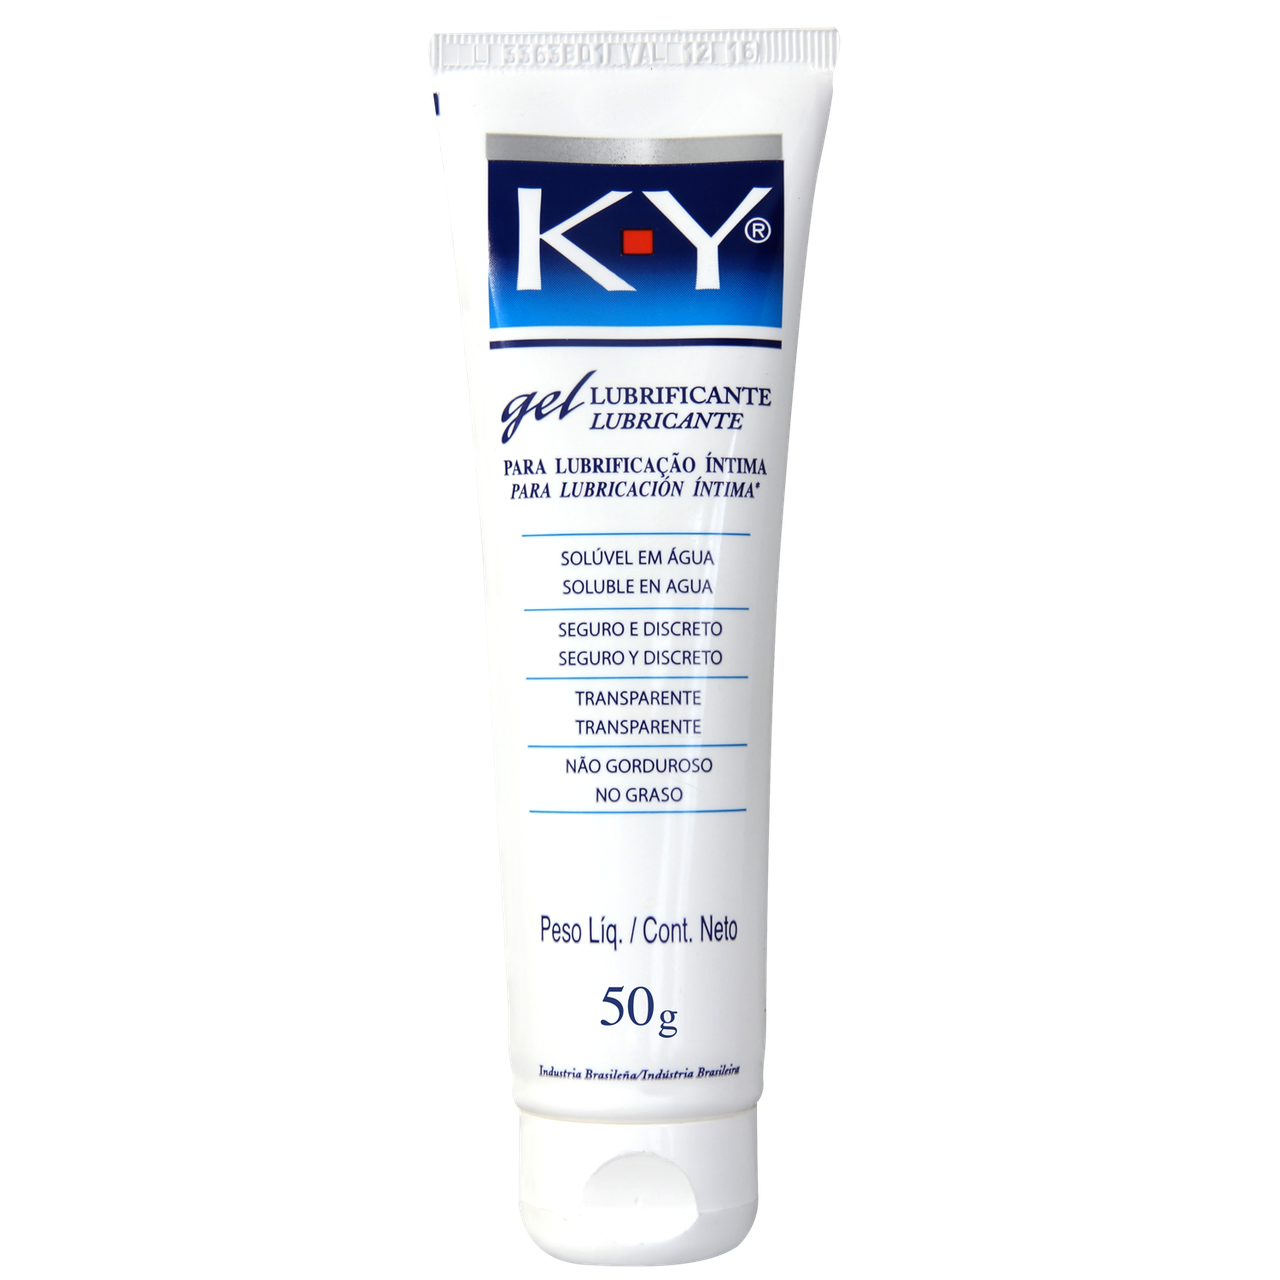 L 3363B01 VAL 12 16
K·Y®
gel LUBRIFICANTE
LUBRICANTE
PARA LUBRIFICAÇÃO ÍNTIMA
PARA LUBRICACIÓN ÍNTIMA*
SOLÚVEL EM ÁGUA
SOLUBLE EN AGUA
SEGURO E DISCRETO
SEGURO Y DISCRETO
TRANSPARENTE
TRANSPARENTE
NÃO GORDUROSO
NO GRASO
Peso Líq. / Cont. Neto
50g
Industria Brasileña/Indústria Brasileira